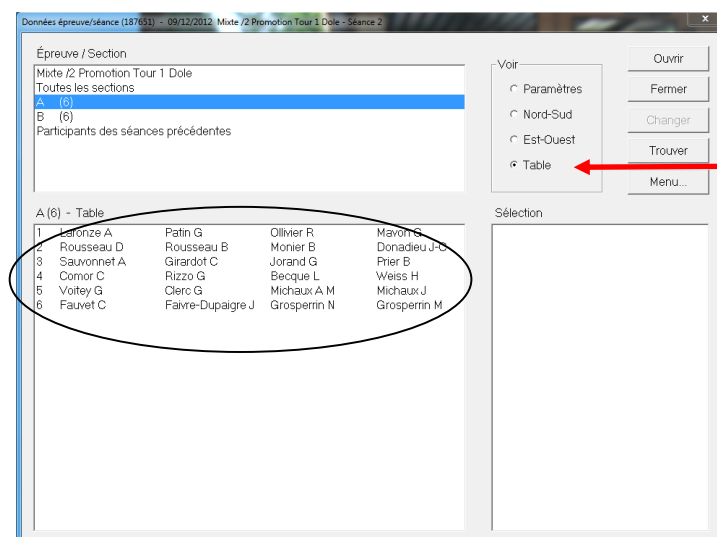 Données épreuve/séance (187651) - 09/12/2012 Mixte /2 Promotion Tour 1 Dole - Séance 2
x
Épreuve / Section
Mixte /2 Promotion Tour 1 Dole
Toutes les sections
A (6)
B (6)
Participants des séances précédentes
Voir
Paramètres
Nord-Sud
Est-Ouest
Table
Ouvrir
Fermer
Changer
Trouver
Menu...
A (6) - Table
1 Laronze A Patin G Ollivier R Mavon G
2 Rousseau D Rousseau B Monier B Donadieu J-C
3 Sauvonnet A Girardot C Jorand G Prier B
4 Comor C Rizzo G Becque L Weiss H
5 Voitey G Clerc G Michaux A M Michaux J
6 Fauvet C Faivre-Dupaigre J Grosperrin N Grosperrin M
Sélection